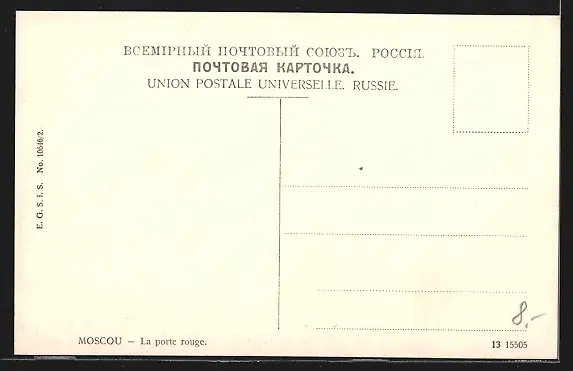 ВСЕМІРНЫЙ ПОЧТОВЫЙ СОЮЗЪ. РОССІЯ.
ПОЧТОВАЯ КАРТОЧКА.
UNION POSTALE UNIVERSELLE. RUSSIE.
E. G. S. i. S. No. 10646/2.
8.-
MOSCOU – La porte rouge.
13 15505